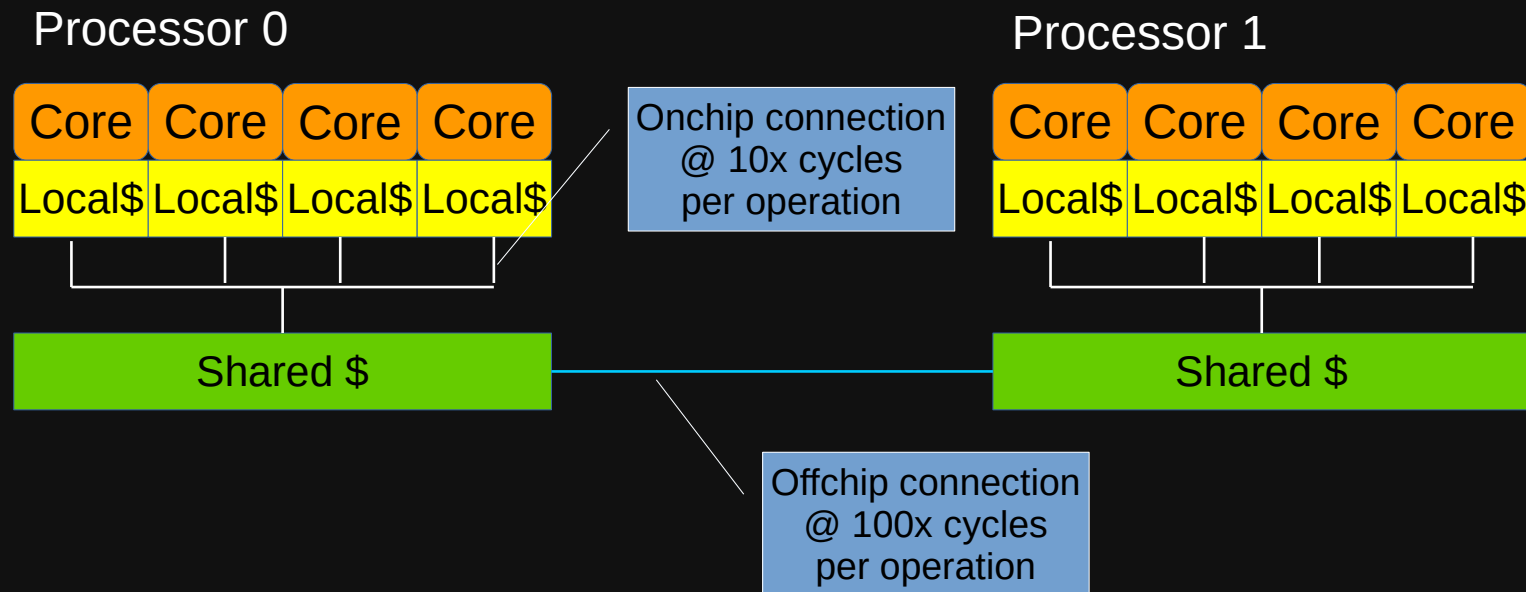 Processor 0
Processor 1
Core Core Core Core
Local$ Local$ Local$ Local$
Onchip connection
@ 10x cycles
per operation
Core Core Core Core
Local$ Local$ Local$ Local$
Shared $
Shared $
Offchip connection
@ 100x cycles
per operation